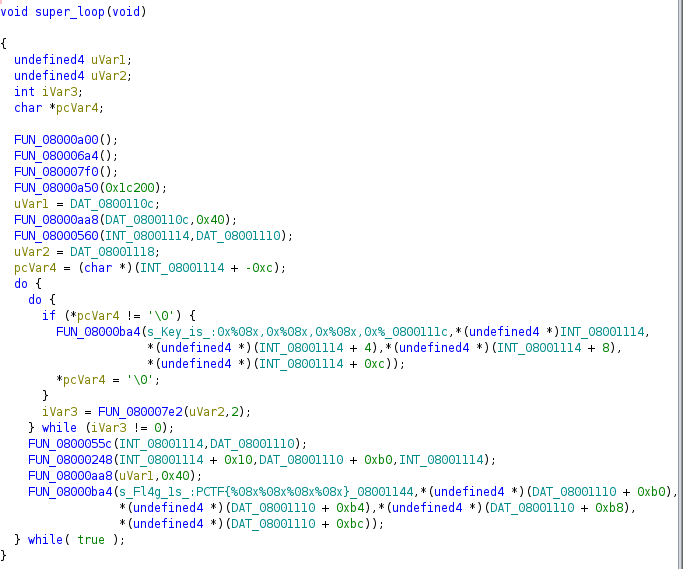 void super_loop(void)
{
undefined4 uVar1;
undefined4 uVar2;
int iVar3;
char *pcVar4;
FUN_08000a00();
FUN_080006a4();
FUN_080007f0();
FUN_08000a50(0x1c200);
uVar1 = DAT_0800110c;
FUN_08000aa8(DAT_0800110c,0x40);
FUN_08000560(INT_08001114,DAT_08001110);
uVar2 = DAT_08001118;
pcVar4 = (char *)(INT_08001114 + -0xc);
do {
do {
if (*pcVar4 != '\0') {
FUN_08000ba4(s_Key_is_:0x%08x,0x%08x,0x%08x,0x%_0800111c,*(undefined4 *)INT_08001114,
*(undefined4 *)(INT_08001114 + 4),*(undefined4 *)(INT_08001114 + 8),
*(undefined4 *)(INT_08001114 + 0xc));
*pcVar4 = '\0';
}
iVar3 = FUN_080007e2(uVar2,2);
} while (iVar3 != 0);
FUN_0800055c(INT_08001114,DAT_08001110);
FUN_08000248(INT_08001114 + 0x10,DAT_08001110 + 0xb0,INT_08001114);
FUN_08000aa8(uVar1,0x40);
FUN_08000ba4(s_Fl4g_1s_:PCTF{%08x%08x%08x%08x}_08001144,*(undefined4 *)(DAT_08001110 + 0xb0),
*(undefined4 *)(DAT_08001110 + 0xb4),*(undefined4 *)(DAT_08001110 + 0xb8),
*(undefined4 *)(DAT_08001110 + 0xbc));
} while( true );
}